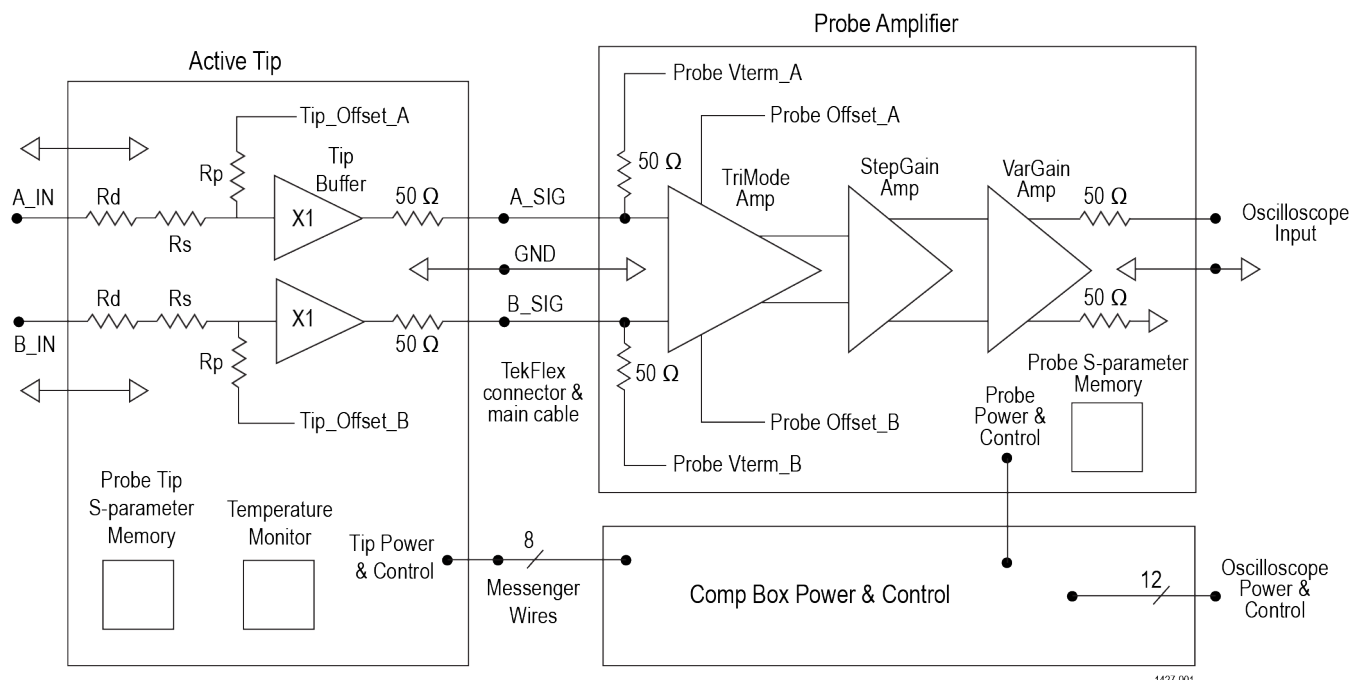 Probe Amplifier
Active Tip
Probe Vterm_A
Tip_Offset_A
Probe Offset_A
Tip
Buffer
Rp
50 Ω
TriMode
Amp
StepGain
Amp
VarGain
Amp
A_IN
Rd
Rs
X1
50 Ω
A_SIG
50 Ω
Oscilloscope
Input
GND
B_IN
Rd
Rs
X1
50 Ω
B_SIG
50 Ω
Rp
50 Ω
TekFlex
connector &
main cable
Probe S-parameter
Memory
Probe
Power &
Control
Tip_Offset_B
Probe Offset_B
Probe Vterm_B
Probe Tip
S-parameter
Memory
Temperature
Monitor
Tip Power
& Control
8
Messenger
Wires
Comp Box Power & Control
12
Oscilloscope
Power &
Control
1427-001